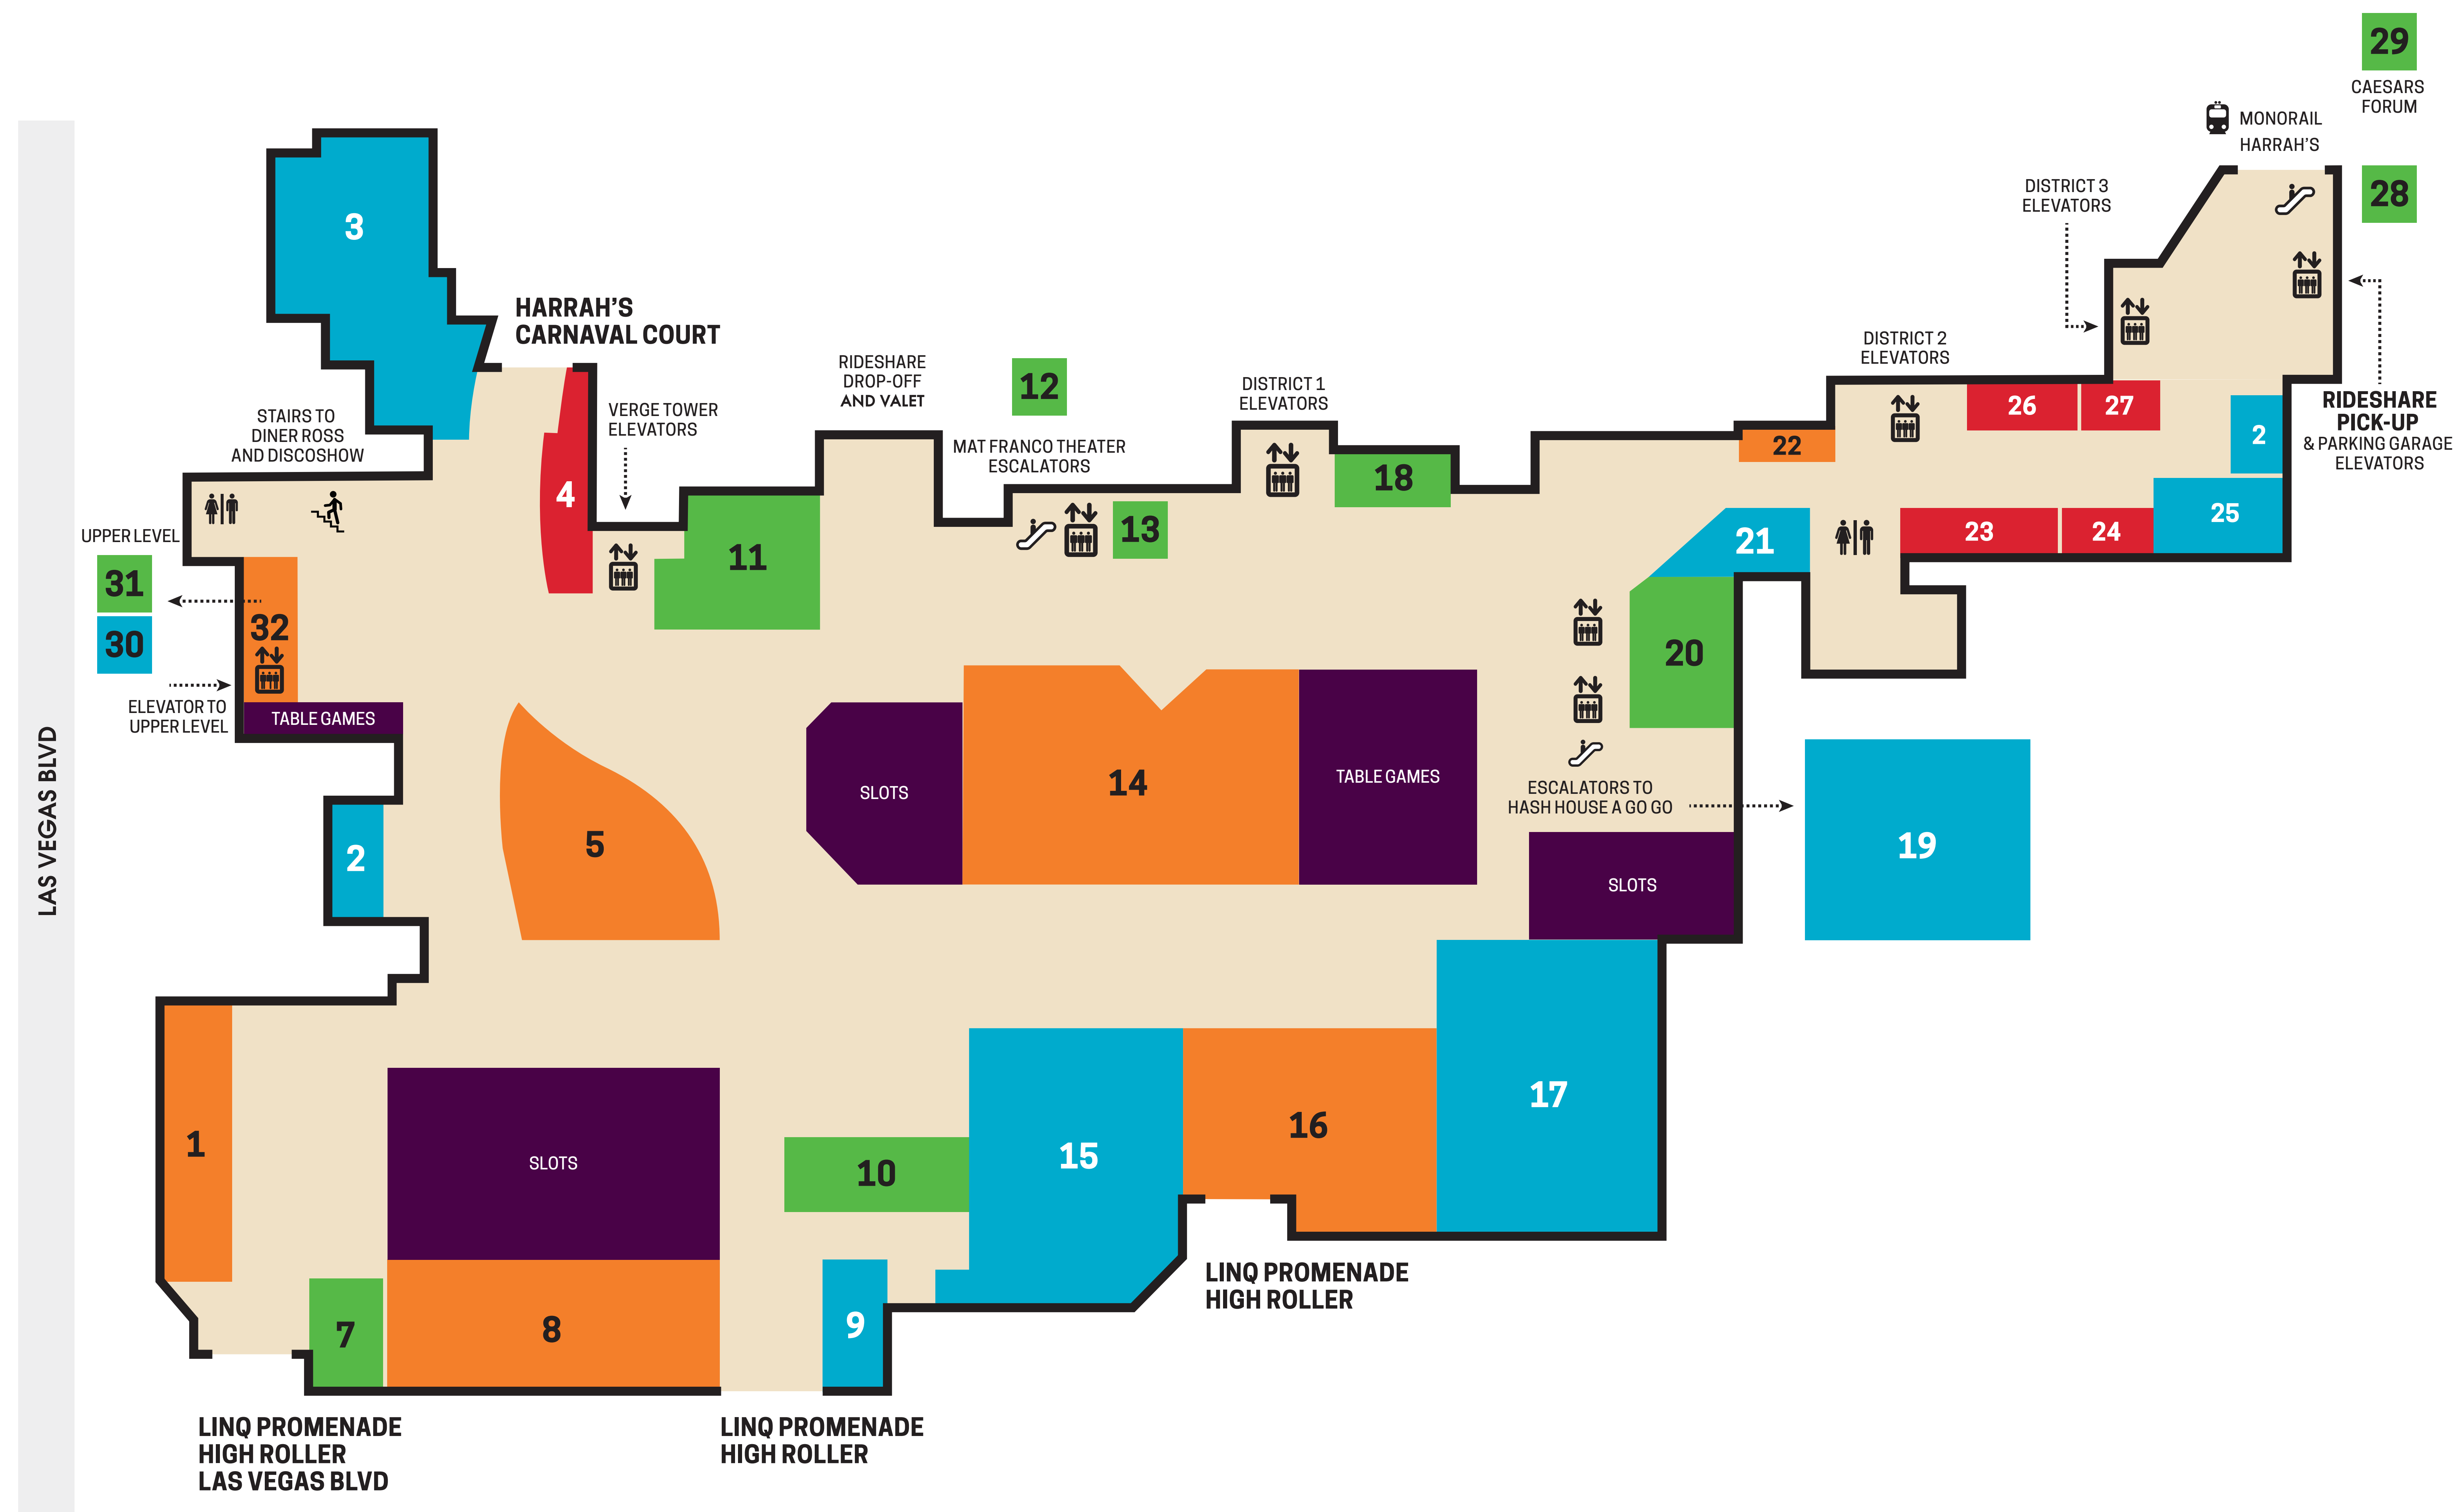 29
CAESARS
FORUM
MONORAIL
HARRAH'S
28
DISTRICT 3
ELEVATORS
3
HARRAH'S
CARNAVAL COURT
DISTRICT 2
ELEVATORS
RIDESHARE
DROP-OFF
AND VALET
12
DISTRICT 1
ELEVATORS
26
27
2
RIDESHARE
PICK-UP
& PARKING GARAGE
ELEVATORS
STAIRS TO
DINER ROSS
AND DISCOSHOW
VERGE TOWER
ELEVATORS
MAT FRANCO THEATER
ESCALATORS
22
18
4
13
11
21
23
24
25
UPPER LEVEL
31
30
32
20
ELEVATOR TO
UPPER LEVEL
TABLE GAMES
LAS VEGAS BLVD
SLOTS
14
TABLE GAMES
ESCALATORS TO
HASH HOUSE A GO GO
5
2
19
SLOTS
1
SLOTS
10
15
16
17
7
8
9
LINQ PROMENADE
HIGH ROLLER
LINQ PROMENADE
HIGH ROLLER
LAS VEGAS BLVD
LINQ PROMENADE
HIGH ROLLER